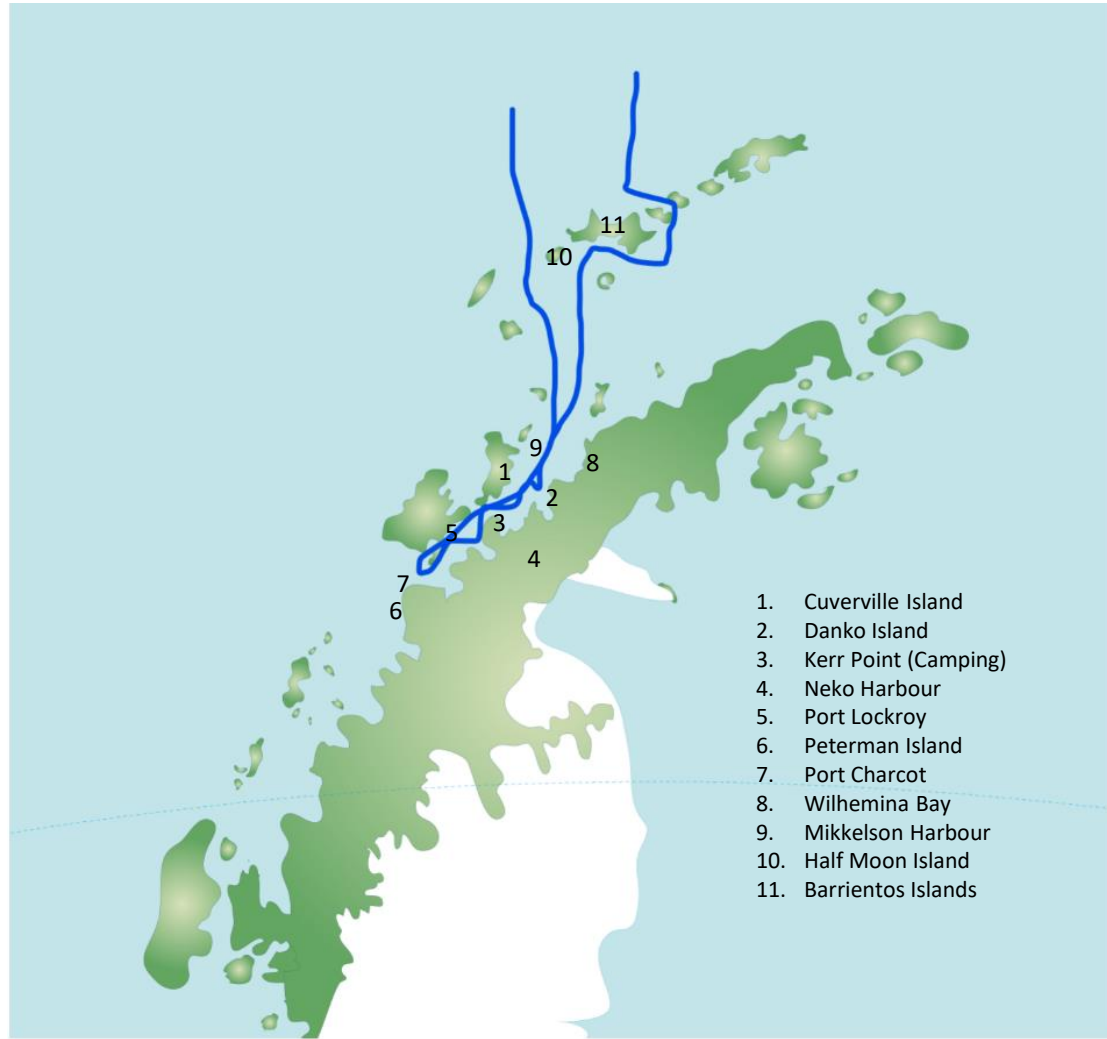 11
10
9
8
1
2
3
5
4
7
6
1. Cuverville Island
2. Danko Island
3. Kerr Point (Camping)
4. Neko Harbour
5. Port Lockroy
6. Peterman Island
7. Port Charcot
8. Wilhemina Bay
9. Mikkelson Harbour
10. Half Moon Island
11. Barrientos Islands